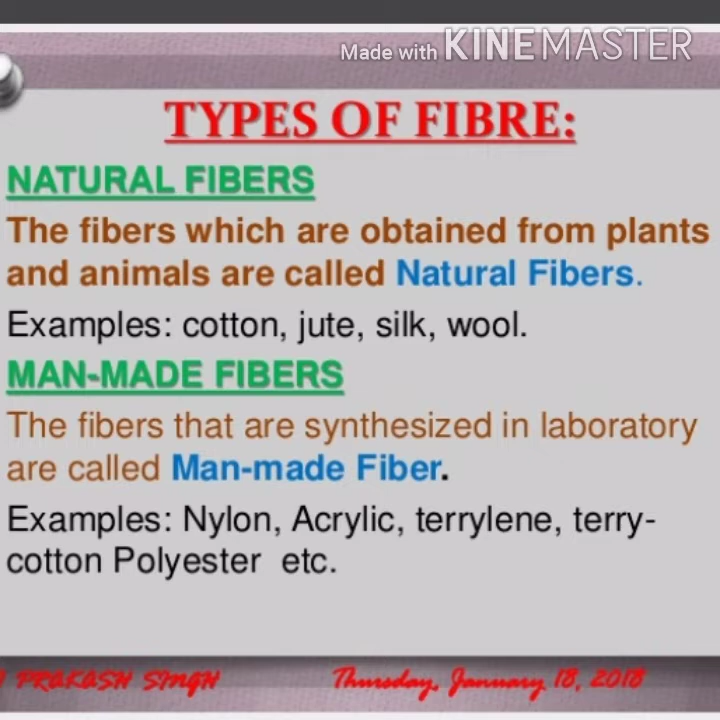 Made with KINEMASTER
TYPES OF FIBRE:
NATURAL FIBERS
The fibers which are obtained from plants
and animals are called Natural Fibers.
Examples: cotton, jute, silk, wool.
MAN-MADE FIBERS
The fibers that are synthesized in laboratory
are called Man-made Fiber.
Examples: Nylon, Acrylic, terrylene, terry-
cotton Polyester etc.
PRAKASH SINGH Thursday, January 18, 2018